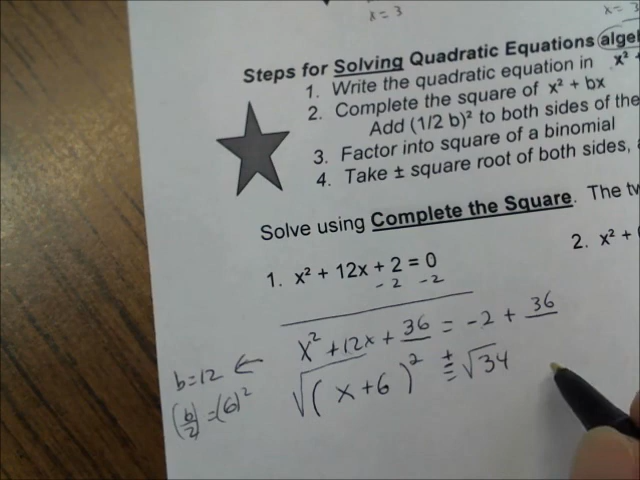 x = 3
x = 3
Steps for Solving Quadratic Equations alge
1. Write the quadratic equation in x² +
2. Complete the square of x² + bx
Add (1/2 b)² to both sides of the
3. Factor into square of a binomial
4. Take ± square root of both sides,
Solve using Complete the Square. The tw
1. x² + 12x + 2 = 0
2. x² +
- 2 - 2
x² + 12x + 36 = -2 + 36
b = 12 ←
√(x + 6)² = ± √34
(b/2) = (6)²